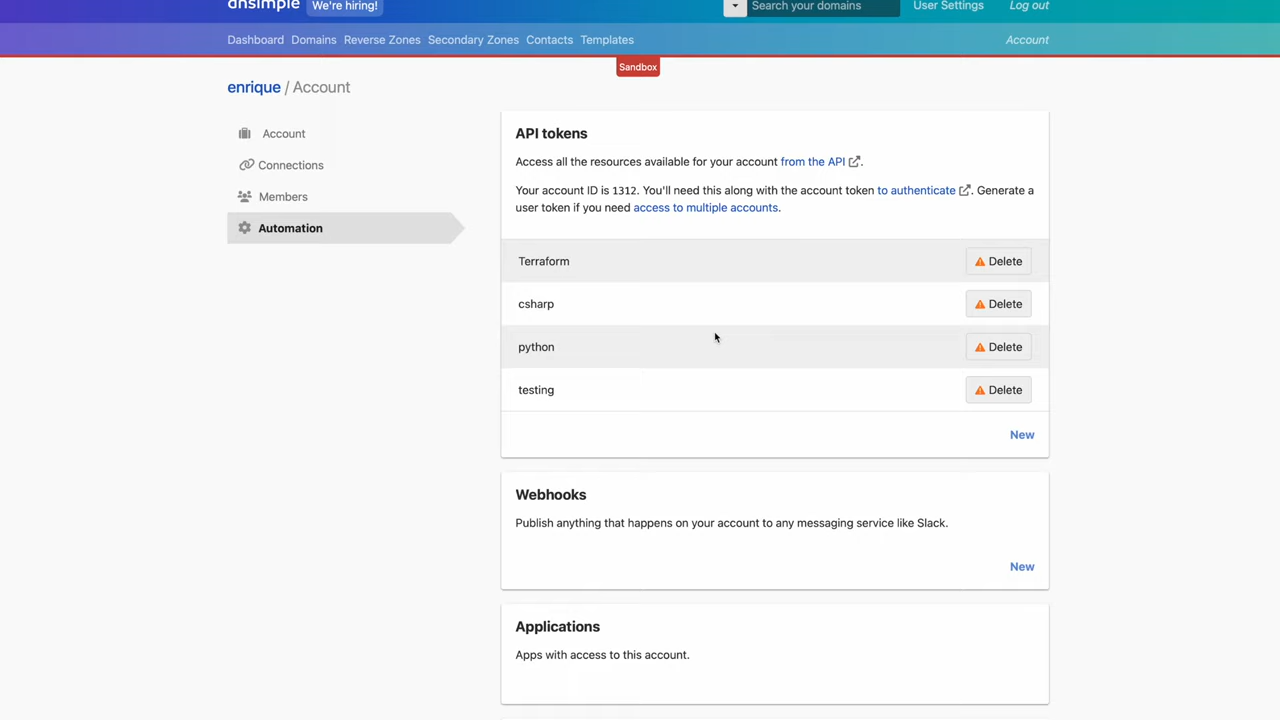 dnsimple We're hiring! Search your domains User Settings Log out
Dashboard Domains Reverse Zones Secondary Zones Contacts Templates Account
Sandbox
enrique / Account
Account
Connections
Members
Automation
API tokens
Access all the resources available for your account from the API.
Your account ID is 1312. You'll need this along with the account token to authenticate. Generate a
user token if you need access to multiple accounts.
Terraform Delete
csharp Delete
python Delete
testing Delete
New
Webhooks
Publish anything that happens on your account to any messaging service like Slack.
New
Applications
Apps with access to this account.